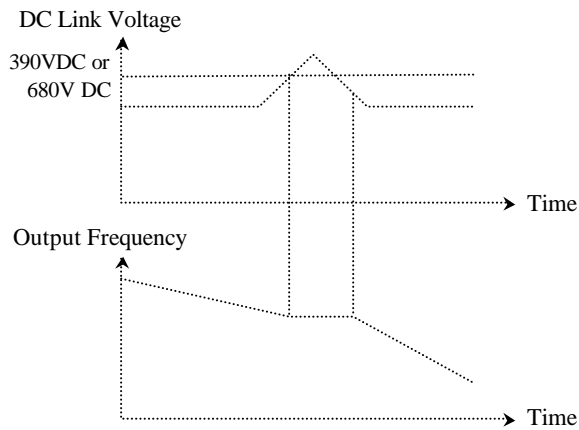 DC Link Voltage
390VDC or
680V DC
Time
Output Frequency
Time